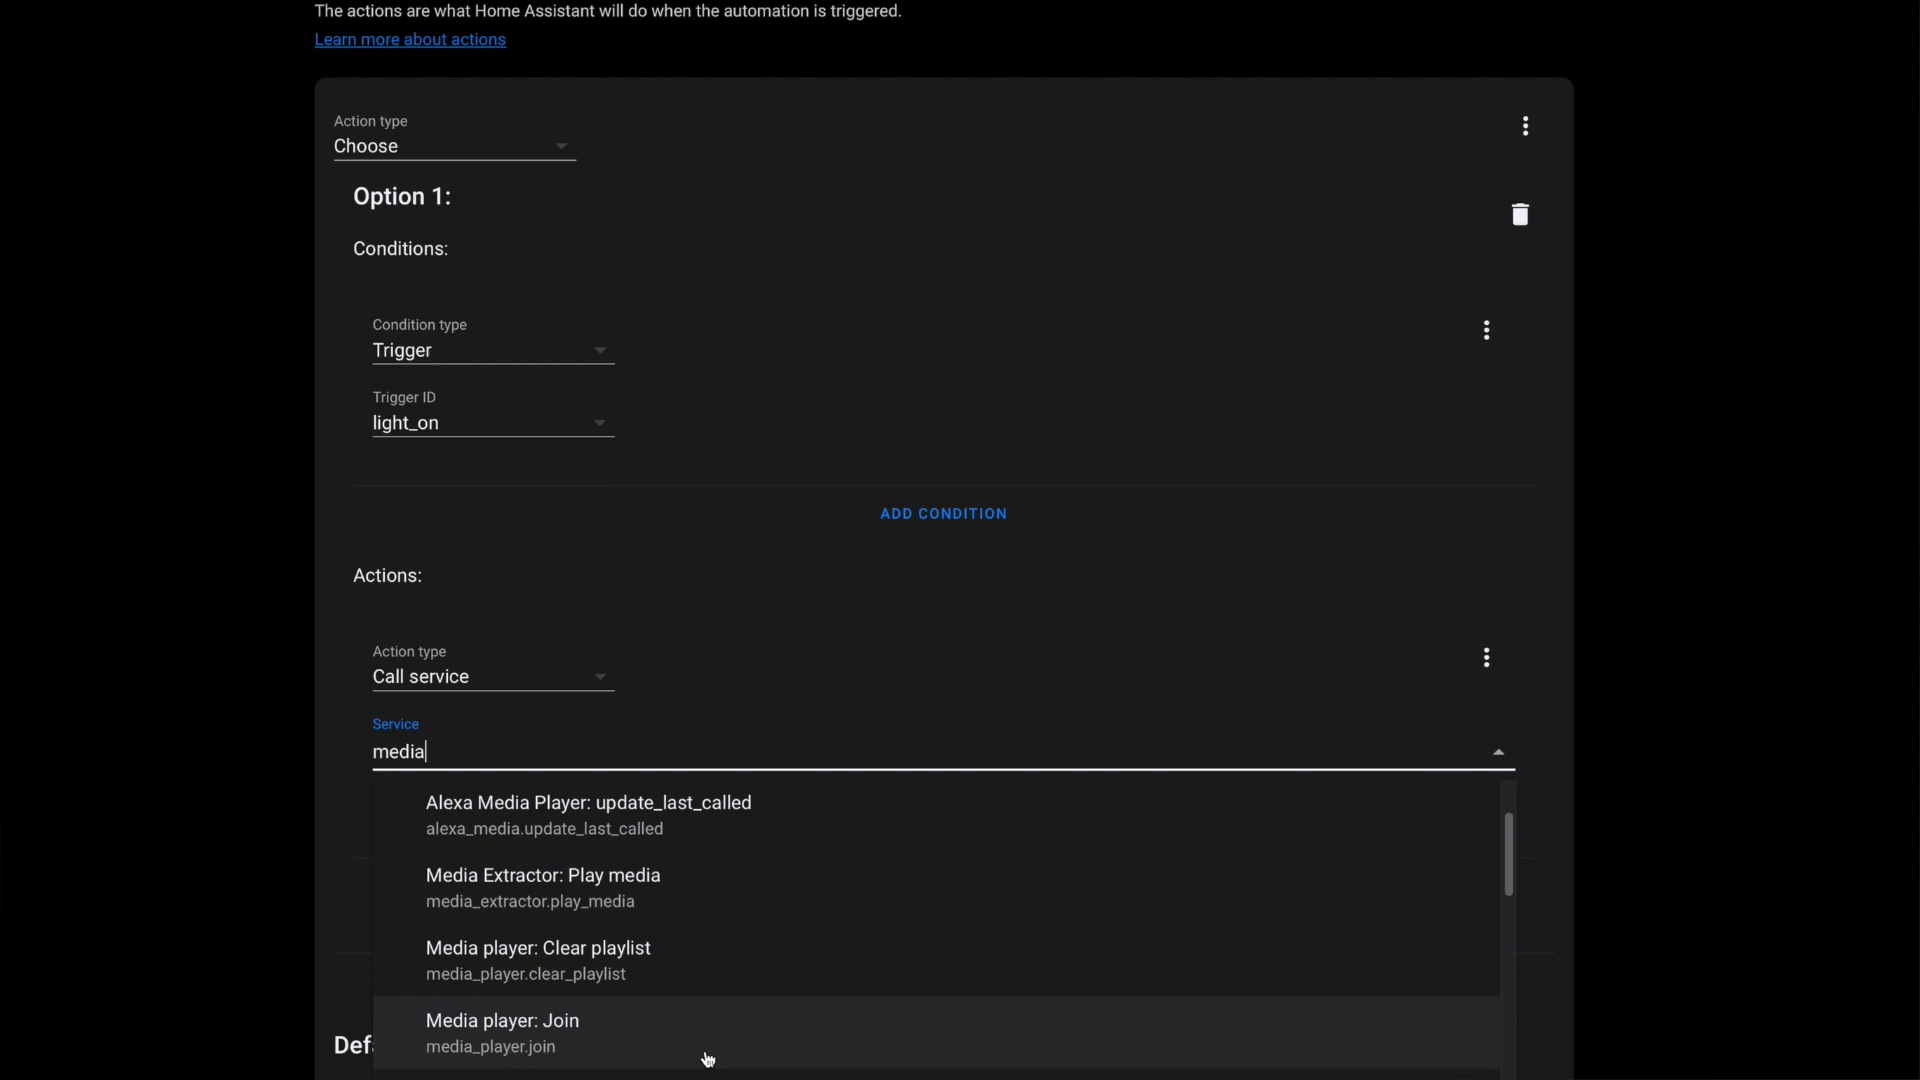 The actions are what Home Assistant will do when the automation is triggered.
Learn more about actions
Action type
Choose
Option 1:
Conditions:
Condition type
Trigger
Trigger ID
light_on
ADD CONDITION
Actions:
Action type
Call service
Service
media
Alexa Media Player: update_last_called
alexa_media.update_last_called
Media Extractor: Play media
media_extractor.play_media
Media player: Clear playlist
media_player.clear_playlist
Media player: Join
media_player.join
Def